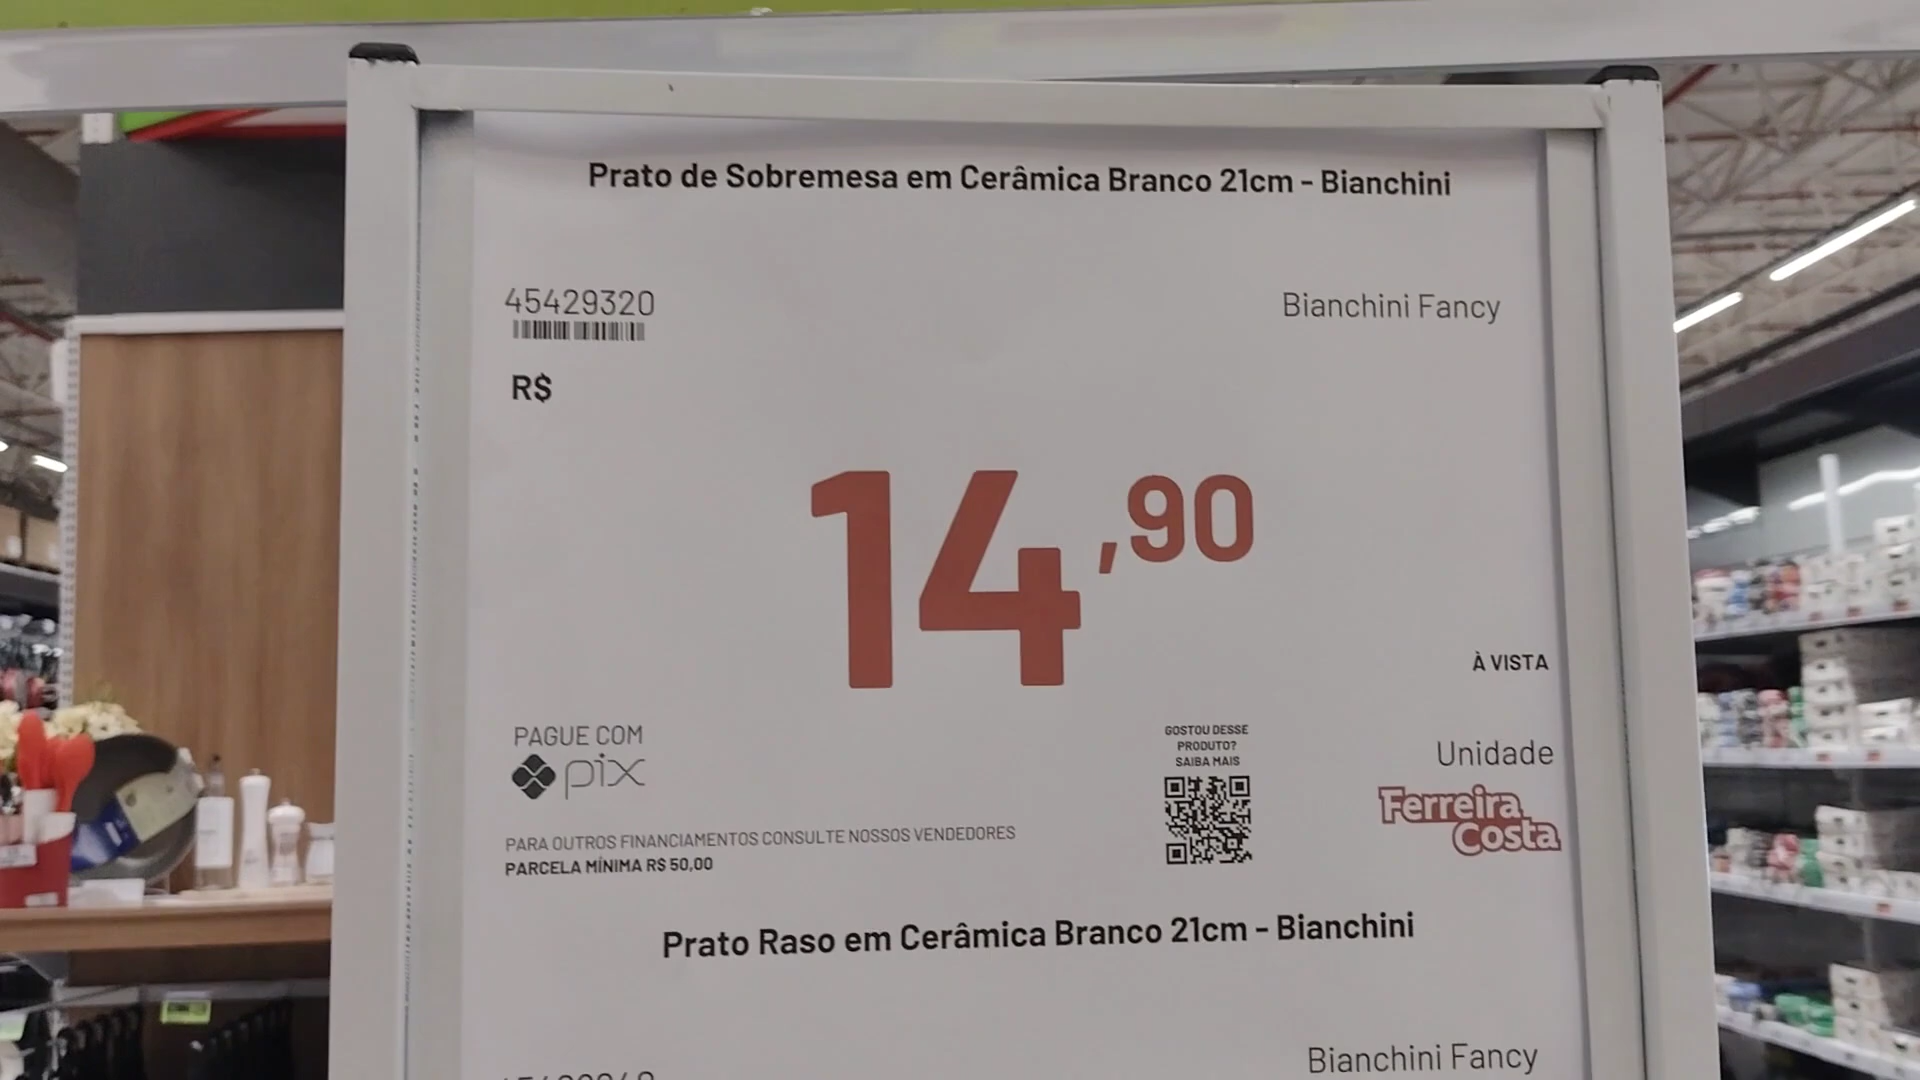 Prato de Sobremesa em Cerâmica Branco 21cm - Bianchini
45429320
Bianchini Fancy
R$
14,90
À VISTA
PAGUE COM
pix
GOSTOU DESSE
PRODUTO?
SAIBA MAIS
Unidade
Ferreira
Costa
PARA OUTROS FINANCIAMENTOS CONSULTE NOSSOS VENDEDORES
PARCELA MÍNIMA R$ 50,00
Prato Raso em Cerâmica Branco 21cm - Bianchini
Bianchini Fancy